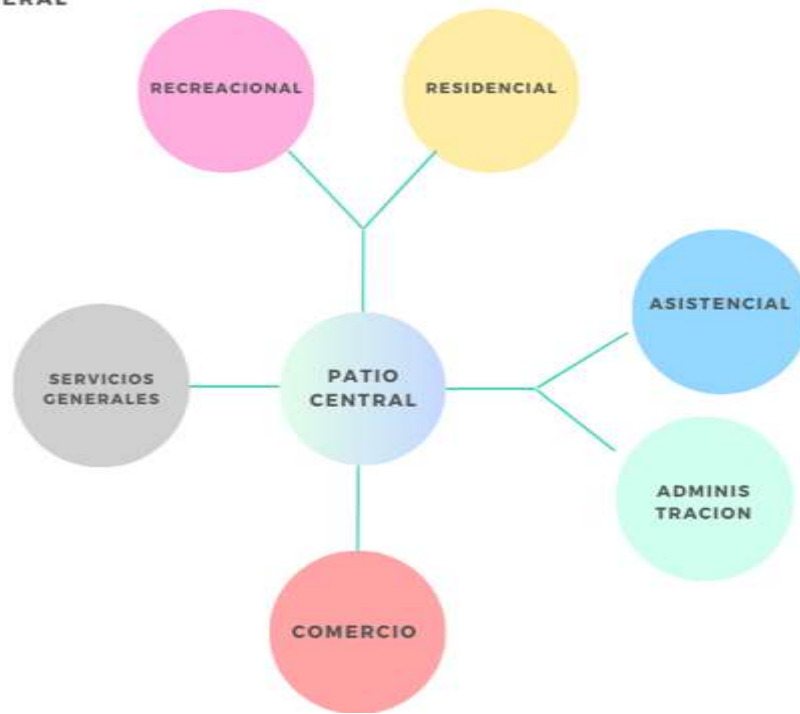 RECREACIONAL
RESIDENCIAL
ASISTENCIAL
SERVICIOS
GENERALES
PATIO
CENTRAL
ADMINIS
TRACION
COMERCIO